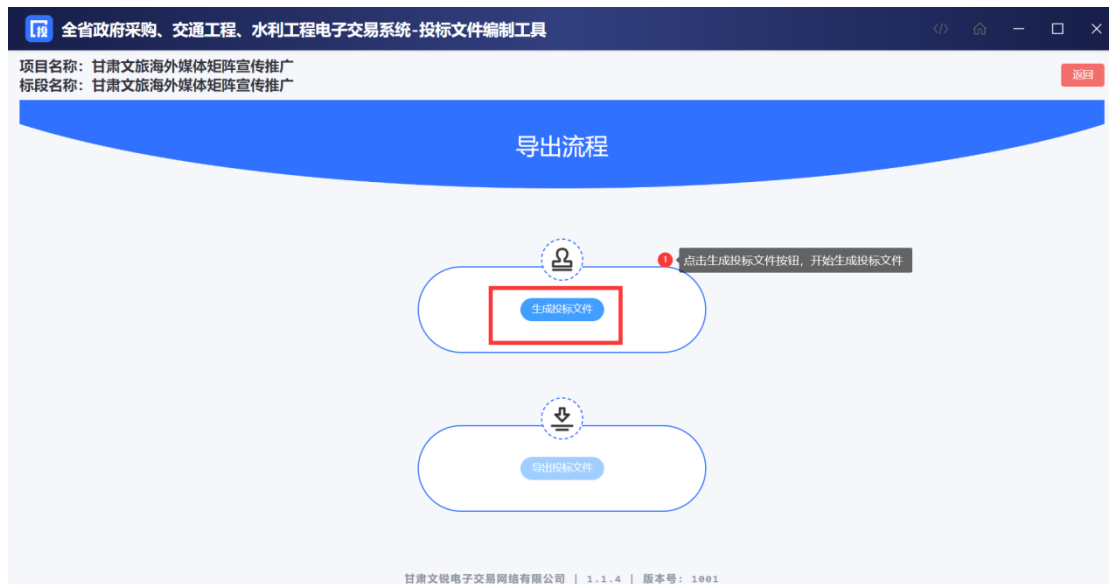 投
全省政府采购、交通工程、水利工程电子交易系统-投标文件编制工具
项目名称：甘肃文旅海外媒体矩阵宣传推广
标段名称：甘肃文旅海外媒体矩阵宣传推广
返回
导出流程
1 点击生成投标文件按钮，开始生成投标文件
生成投标文件
导出投标文件
甘肃文锐电子交易网络有限公司 | 1.1.4 | 版本号: 1001